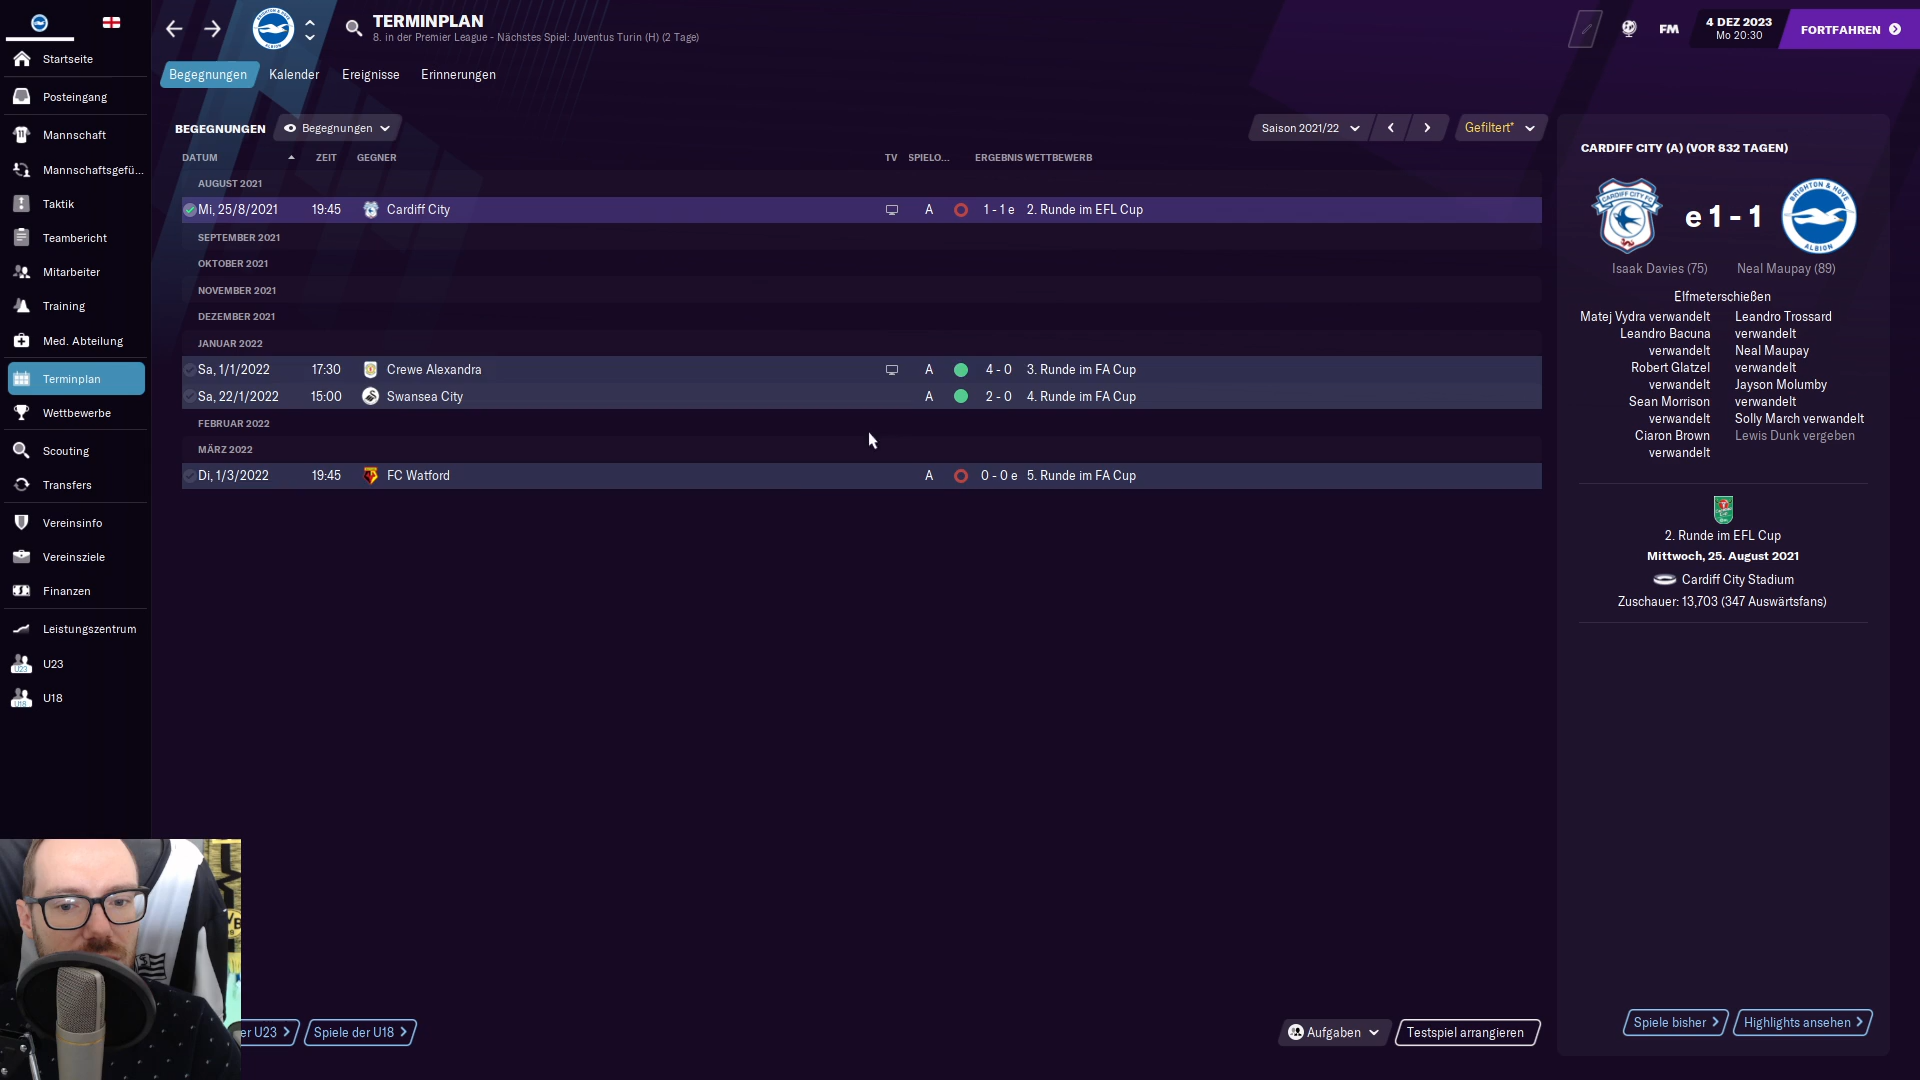 TERMINPLAN
8. in der Premier League - Nächstes Spiel: Juventus Turin (H) (2 Tage)
FM
4 DEZ 2023
Mo 20:30
FORTFAHREN
Startseite
Posteingang
Mannschaft
Mannschaftsgefü...
Taktik
Teambericht
Mitarbeiter
Training
Med. Abteilung
Terminplan
Wettbewerbe
Scouting
Transfers
Vereinsinfo
Vereinsziele
Finanzen
Leistungszentrum
U23
U18
Begegnungen
Kalender
Ereignisse
Erinnerungen
BEGEGNUNGEN
Begegnungen
Saison 2021/22
Gefiltert*
DATUM ZEIT GEGNER TV SPIELO... ERGEBNIS WETTBEWERB
AUGUST 2021
Mi, 25/8/2021 19:45 Cardiff City A 1 - 1 e 2. Runde im EFL Cup
SEPTEMBER 2021
OKTOBER 2021
NOVEMBER 2021
DEZEMBER 2021
JANUAR 2022
Sa, 1/1/2022 17:30 Crewe Alexandra A 4 - 0 3. Runde im FA Cup
Sa, 22/1/2022 15:00 Swansea City A 2 - 0 4. Runde im FA Cup
FEBRUAR 2022
MÄRZ 2022
Di, 1/3/2022 19:45 FC Watford A 0 - 0 e 5. Runde im FA Cup
CARDIFF CITY (A) (VOR 832 TAGEN)
CARDIFF CITY FC
BRIGHTON & HOVE
ALBION
e 1 - 1
Isaak Davies (75)
Neal Maupay (89)
Elfmeterschießen
Matej Vydra verwandelt
Leandro Bacuna
verwandelt
Robert Glatzel
verwandelt
Sean Morrison
verwandelt
Ciaron Brown
verwandelt
Leandro Trossard
verwandelt
Neal Maupay
verwandelt
Jayson Molumby
verwandelt
Solly March verwandelt
Lewis Dunk vergeben
2. Runde im EFL Cup
Mittwoch, 25. August 2021
Cardiff City Stadium
Zuschauer: 13,703 (347 Auswärtsfans)
Spiele bisher
Highlights ansehen
er U23
Spiele der U18
Aufgaben
Testspiel arrangieren